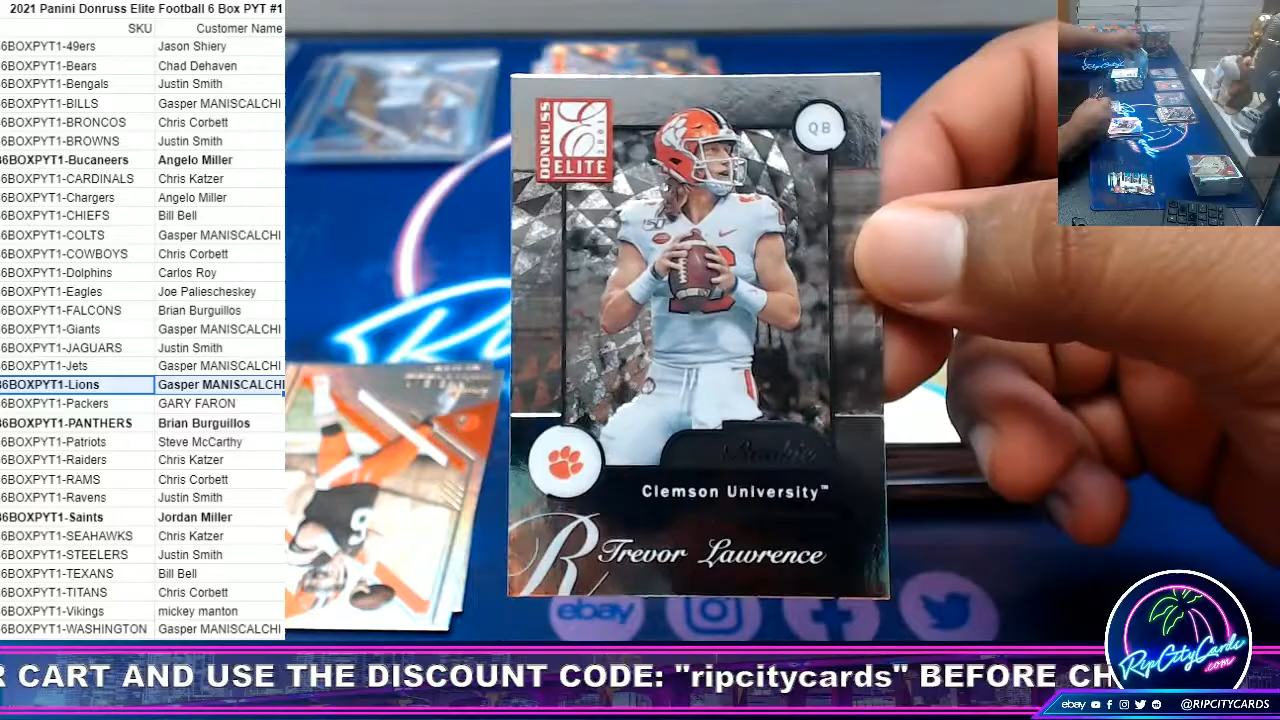 2021 Panini Donruss Elite Football 6 Box PYT #1
SKU Customer Name
6BOXPYT1-49ers Jason Shiery
6BOXPYT1-Bears Chad Dehaven
6BOXPYT1-Bengals Justin Smith
6BOXPYT1-BILLS Gasper MANISCALCHI
6BOXPYT1-BRONCOS Chris Corbett
6BOXPYT1-BROWNS Justin Smith
6BOXPYT1-Bucaneers Angelo Miller
6BOXPYT1-CARDINALS Chris Katzer
6BOXPYT1-Chargers Angelo Miller
6BOXPYT1-CHIEFS Bill Bell
6BOXPYT1-COLTS Gasper MANISCALCHI
6BOXPYT1-COWBOYS Chris Corbett
6BOXPYT1-Dolphins Carlos Roy
6BOXPYT1-Eagles Joe Paliescheskey
6BOXPYT1-FALCONS Brian Burguillos
6BOXPYT1-Giants Gasper MANISCALCHI
6BOXPYT1-JAGUARS Justin Smith
6BOXPYT1-Jets Gasper MANISCALCHI
6BOXPYT1-Lions Gasper MANISCALCHI
6BOXPYT1-Packers GARY FARON
6BOXPYT1-PANTHERS Brian Burguillos
6BOXPYT1-Patriots Steve McCarthy
6BOXPYT1-Raiders Chris Katzer
6BOXPYT1-RAMS Chris Corbett
6BOXPYT1-Ravens Justin Smith
6BOXPYT1-Saints Jordan Miller
6BOXPYT1-SEAHAWKS Chris Katzer
6BOXPYT1-STEELERS Justin Smith
6BOXPYT1-TEXANS Bill Bell
6BOXPYT1-TITANS Chris Corbett
6BOXPYT1-Vikings mickey manton
6BOXPYT1-WASHINGTON Gasper MANISCALCHI
DONRUSS
2001
ELITE
QB
Rookie
Clemson University™
R Trevor Lawrence
ebay
R CART AND USE THE DISCOUNT CODE: "ripcitycards" BEFORE CH
RipCityCards
.com
ebay @RIPCITYCARDS